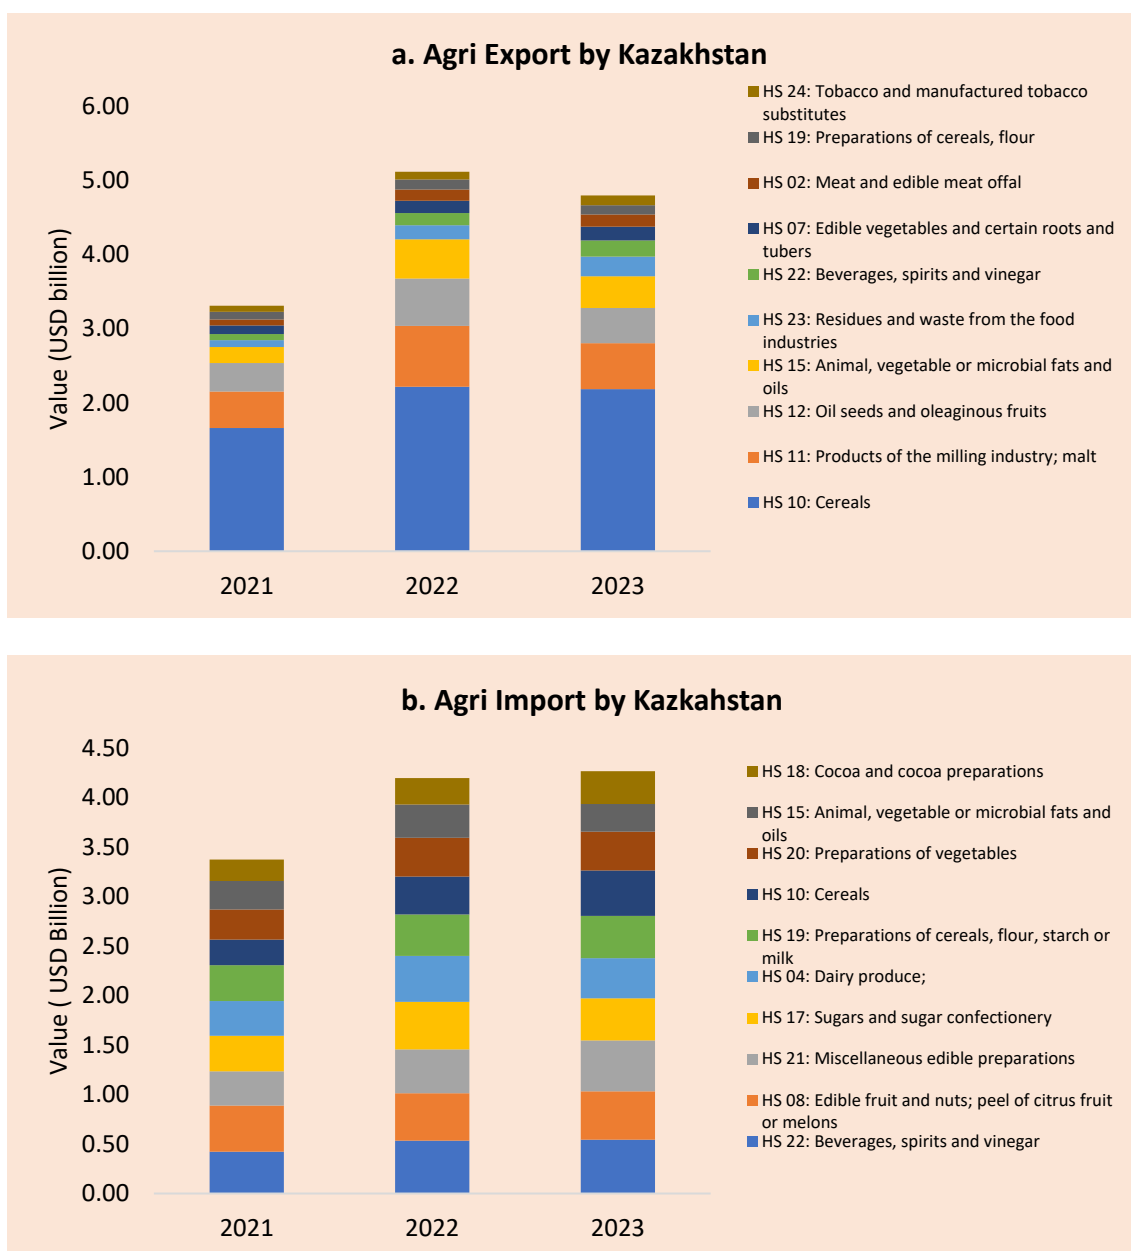 a. Agri Export by Kazakhstan
Value (USD billion)
6.00
5.00
4.00
3.00
2.00
1.00
0.00
2021
2022
2023
HS 24: Tobacco and manufactured tobacco
substitutes
HS 19: Preparations of cereals, flour
HS 02: Meat and edible meat offal
HS 07: Edible vegetables and certain roots and
tubers
HS 22: Beverages, spirits and vinegar
HS 23: Residues and waste from the food
industries
HS 15: Animal, vegetable or microbial fats and
oils
HS 12: Oil seeds and oleaginous fruits
HS 11: Products of the milling industry; malt
HS 10: Cereals
b. Agri Import by Kazkahstan
Value ( USD Billion)
4.50
4.00
3.50
3.00
2.50
2.00
1.50
1.00
0.50
0.00
2021
2022
2023
HS 18: Cocoa and cocoa preparations
HS 15: Animal, vegetable or microbial fats and
oils
HS 20: Preparations of vegetables
HS 10: Cereals
HS 19: Preparations of cereals, flour, starch or
milk
HS 04: Dairy produce;
HS 17: Sugars and sugar confectionery
HS 21: Miscellaneous edible preparations
HS 08: Edible fruit and nuts; peel of citrus fruit
or melons
HS 22: Beverages, spirits and vinegar